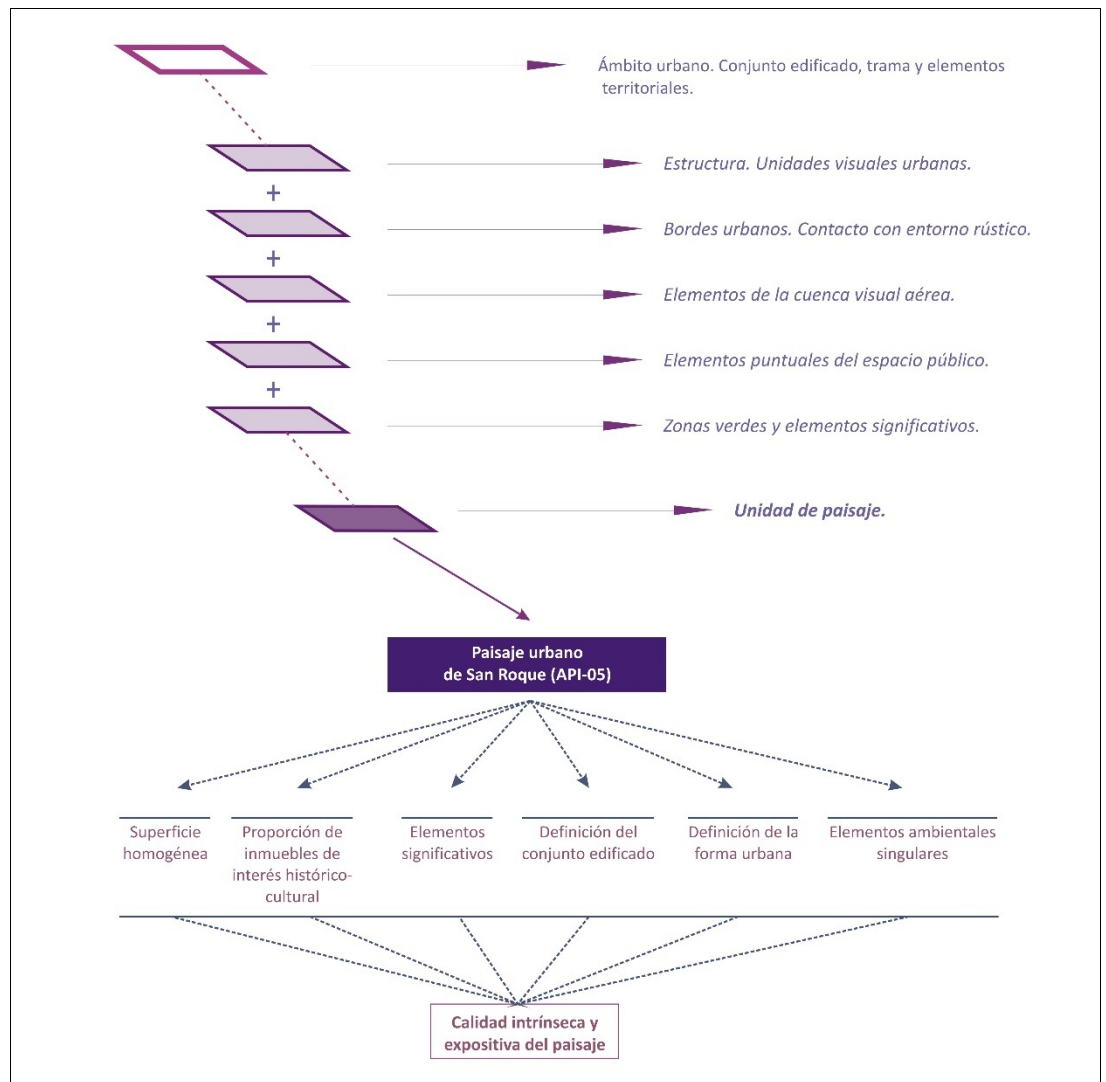 Ámbito urbano. Conjunto edificado, trama y elementos
territoriales.
Estructura. Unidades visuales urbanas.
+
Bordes urbanos. Contacto con entorno rústico.
+
Elementos de la cuenca visual aérea.
+
Elementos puntuales del espacio público.
+
Zonas verdes y elementos significativos.
Unidad de paisaje.
Paisaje urbano
de San Roque (API-05)
Superficie
homogénea
Proporción de
inmuebles de
interés histórico-
cultural
Elementos
significativos
Definición del
conjunto edificado
Definición de la
forma urbana
Elementos ambientales
singulares
Calidad intrínseca y
expositiva del paisaje